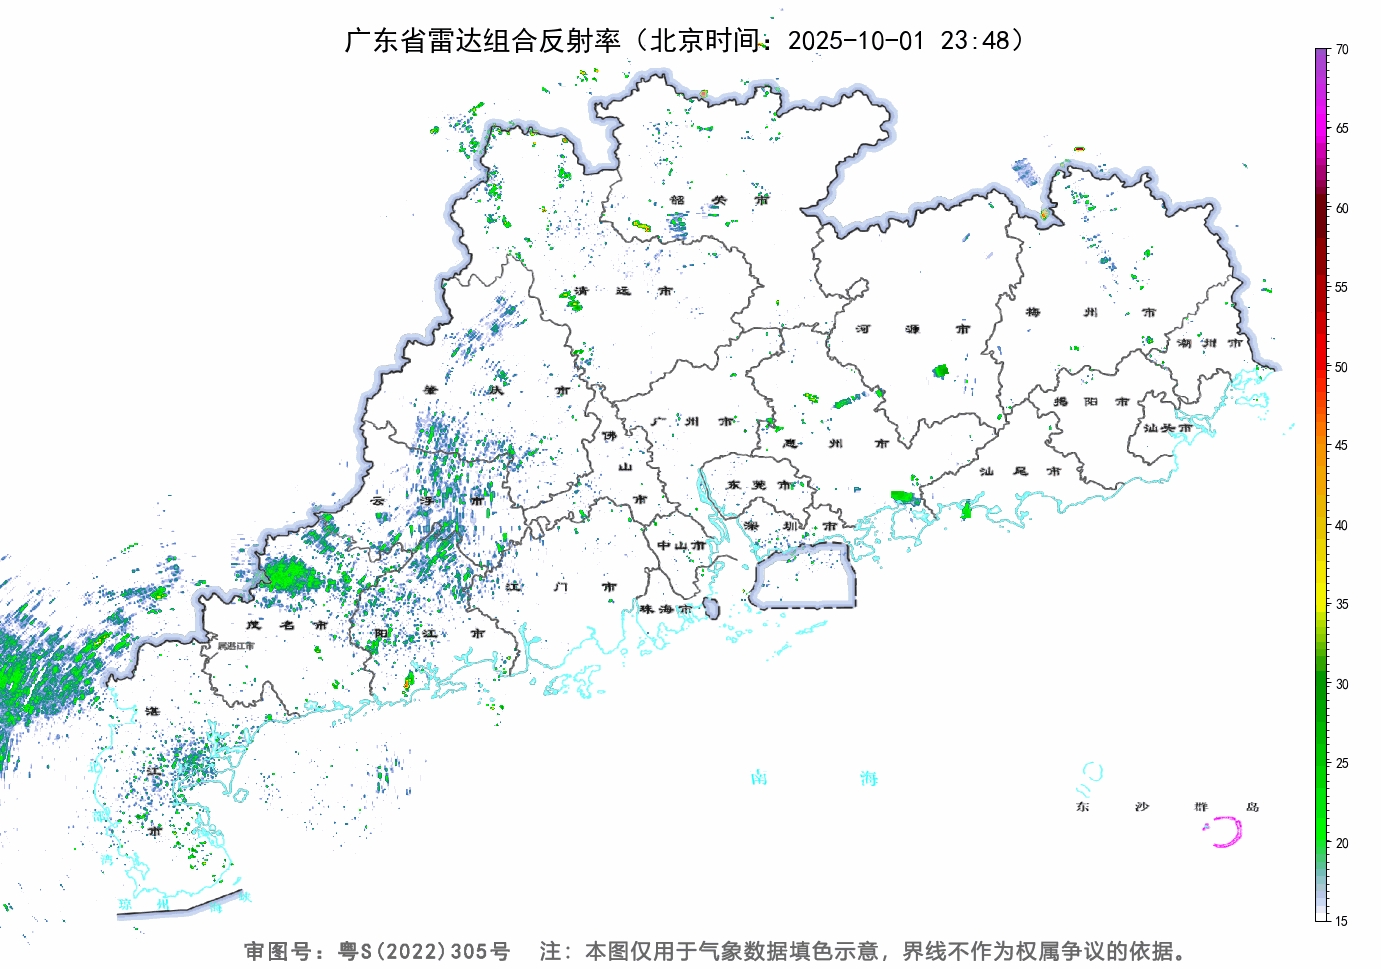 广东省雷达组合反射率（北京时间：2025-10-01 23:48）
70
65
60
55
50
45
40
35
30
25
20
15
韶关市
清远市
河源市
梅州市
潮州市
肇庆市
广州市
佛山市
惠州市
揭阳市
汕头市
汕尾市
东莞市
云浮市
深圳市
中山市
江门市
珠海市
茂名市
阳江市
属湛江市
湛江市
北部湾
琼州海峡
南海
东沙群岛
审图号：粤S(2022)305号 注：本图仅用于气象数据填色示意，界线不作为权属争议的依据。